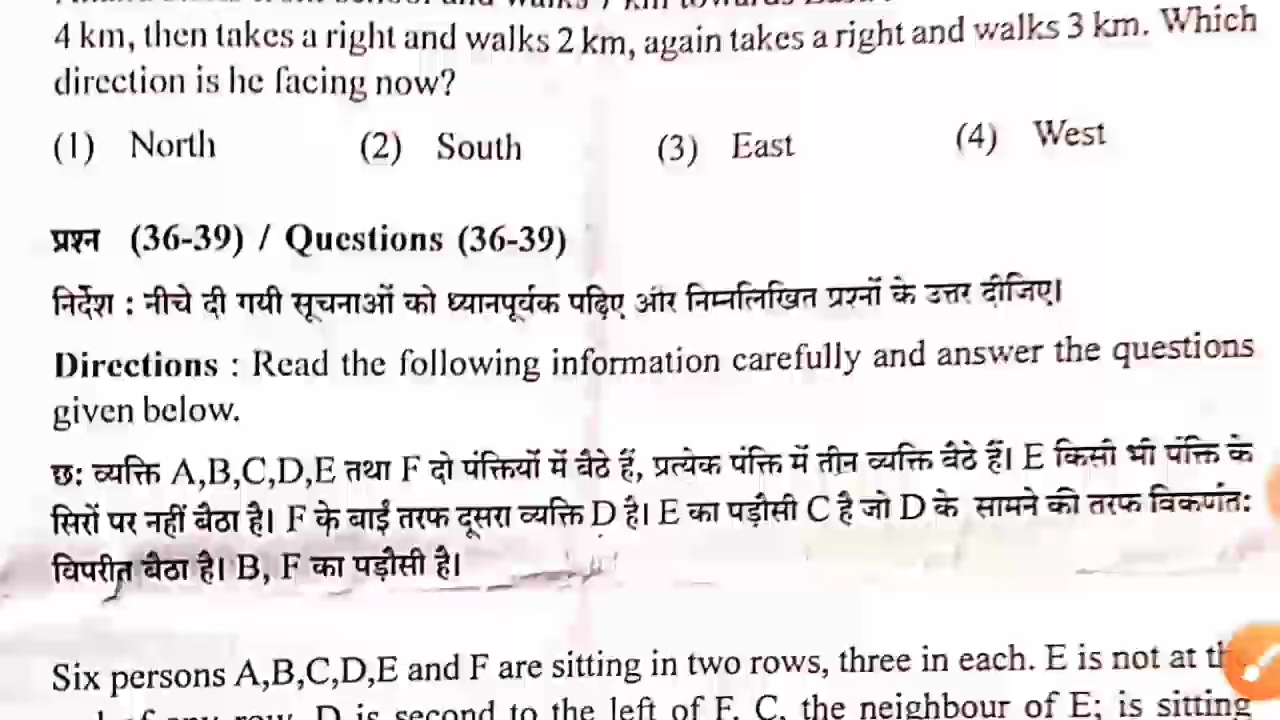 4 km, then takes a right and walks 2 km, again takes a right and walks 3 km. Which
direction is he facing now?
(1) North (2) South (3) East (4) West
प्रश्न (36-39) / Questions (36-39)
निर्देश : नीचे दी गयी सूचनाओं को ध्यानपूर्वक पढ़िए और निम्नलिखित प्रश्नों के उत्तर दीजिए।
Directions : Read the following information carefully and answer the questions
given below.
छः व्यक्ति A,B,C,D,E तथा F दो पंक्तियों में बैठे हैं, प्रत्येक पंक्ति में तीन व्यक्ति बैठे हैं। E किसी भी पंक्ति के
सिरों पर नहीं बैठा है। F के बाईं तरफ दूसरा व्यक्ति D है। E का पड़ौसी C है जो D के सामने की तरफ विकर्णतः
विपरीत बैठा है। B, F का पड़ौसी है।
Six persons A,B,C,D,E and F are sitting in two rows, three in each. E is not at
of any row. D is second to the left of F. C, the neighbour of E; is sitting